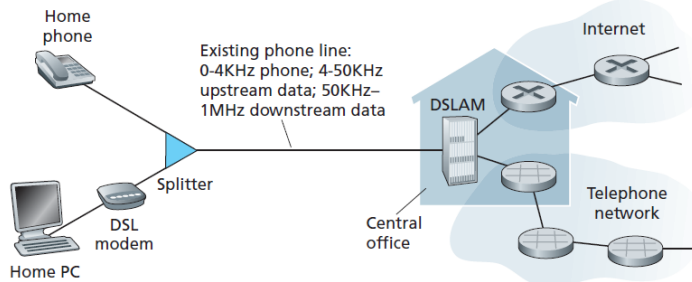 Home
phone
Existing phone line:
0-4KHz phone; 4-50KHz
upstream data; 50KHz–
1MHz downstream data
Internet
DSLAM
Splitter
DSL
modem
Home PC
Central
office
Telephone
network